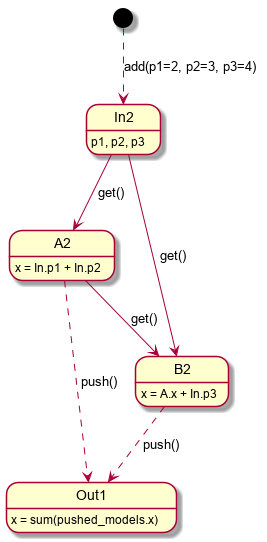 add(p1=2, p2=3, p3=4)
In2
p1, p2, p3
get()
get()
A2
x = In.p1 + In.p2
get()
B2
x = A.x + In.p3
push()
push()
Out1
x = sum(pushed_models.x)